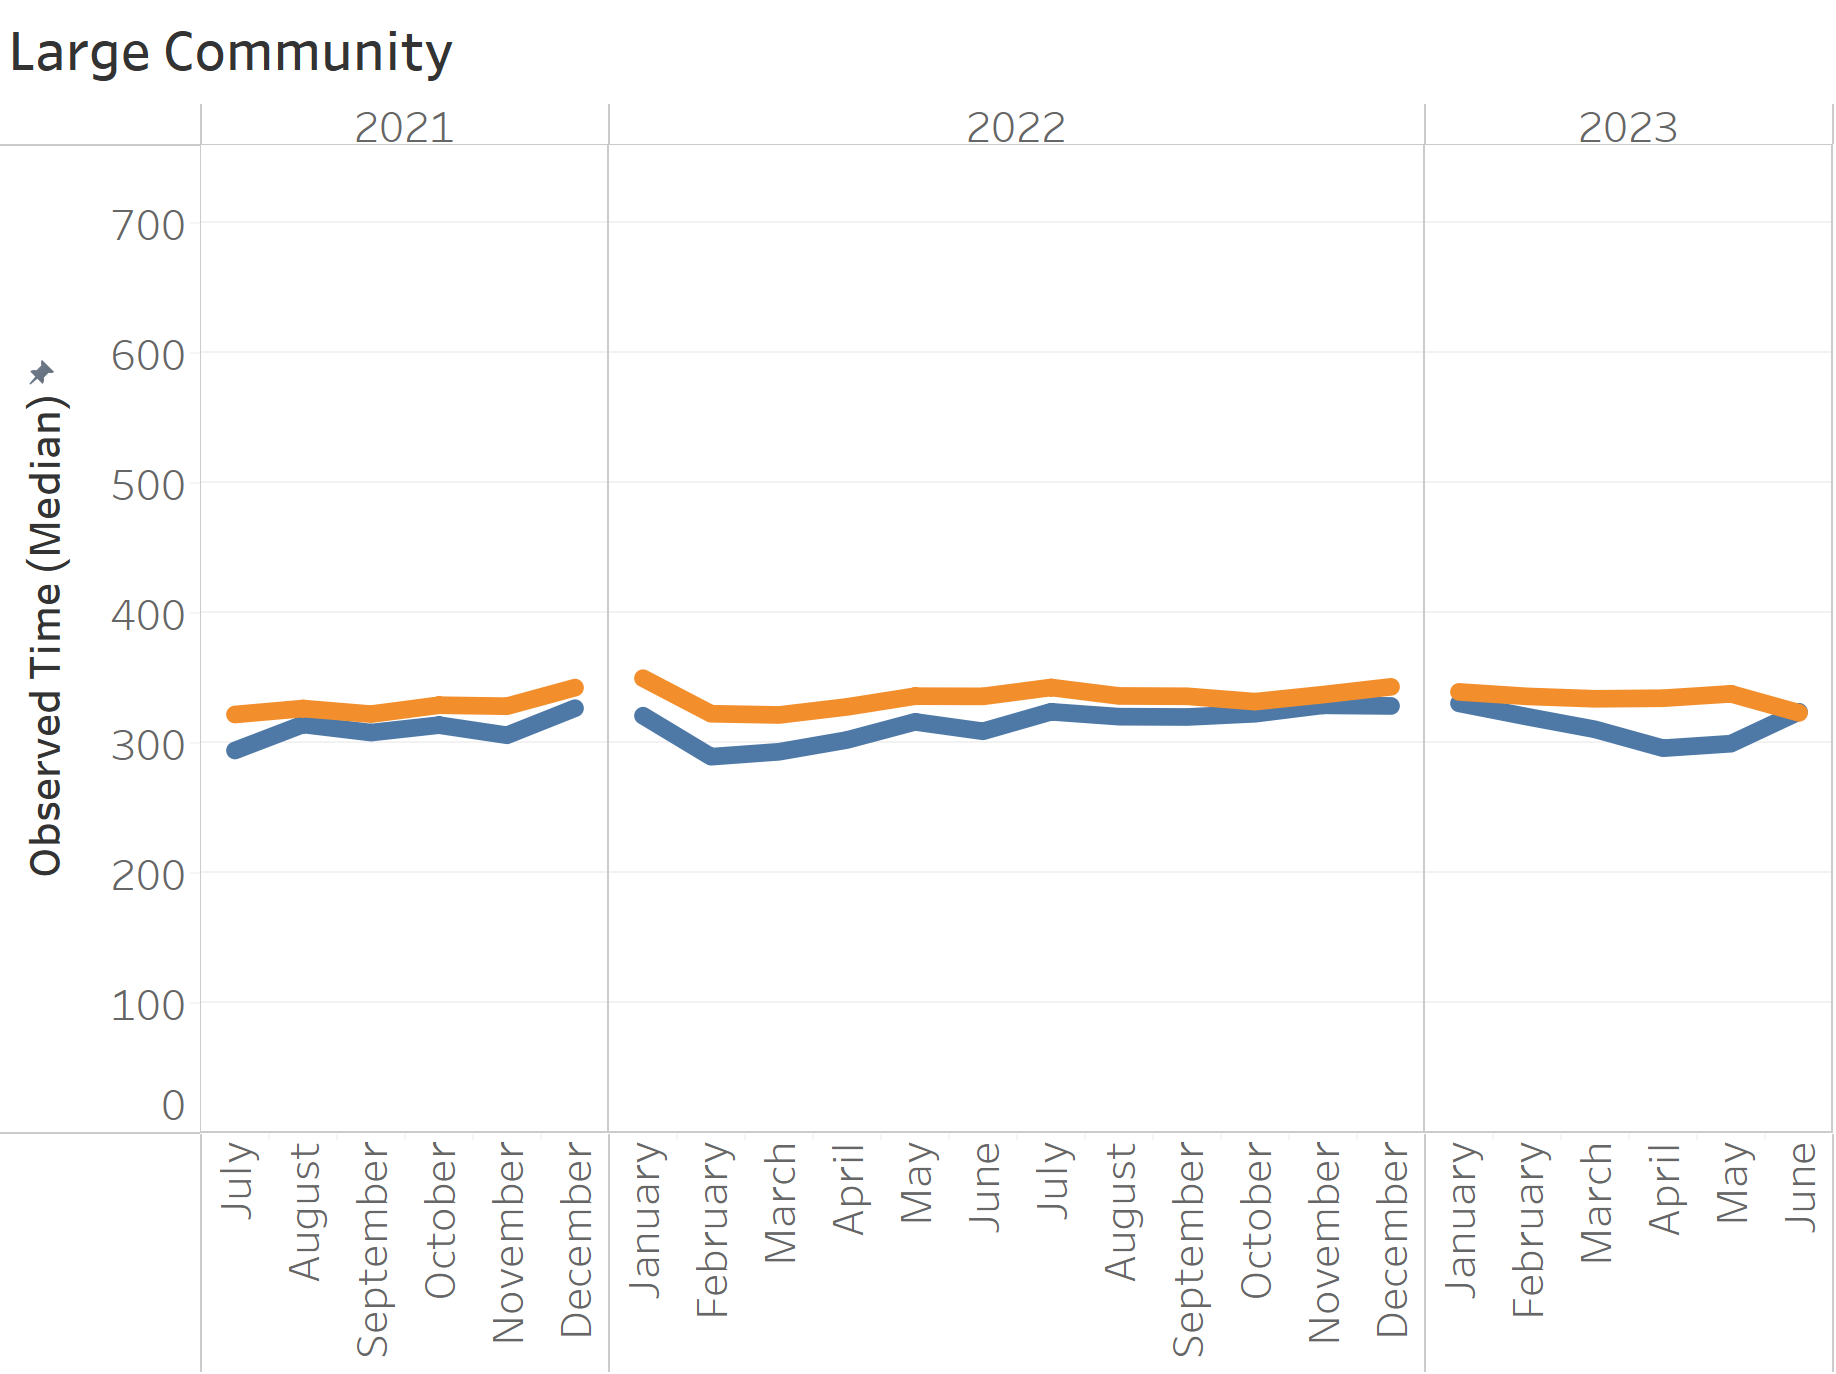 Large Community
2021 2022 2023
Observed Time (Median)
700
600
500
400
300
200
100
0
July August September October November December January February March April May June July August September October November December January February March April May June